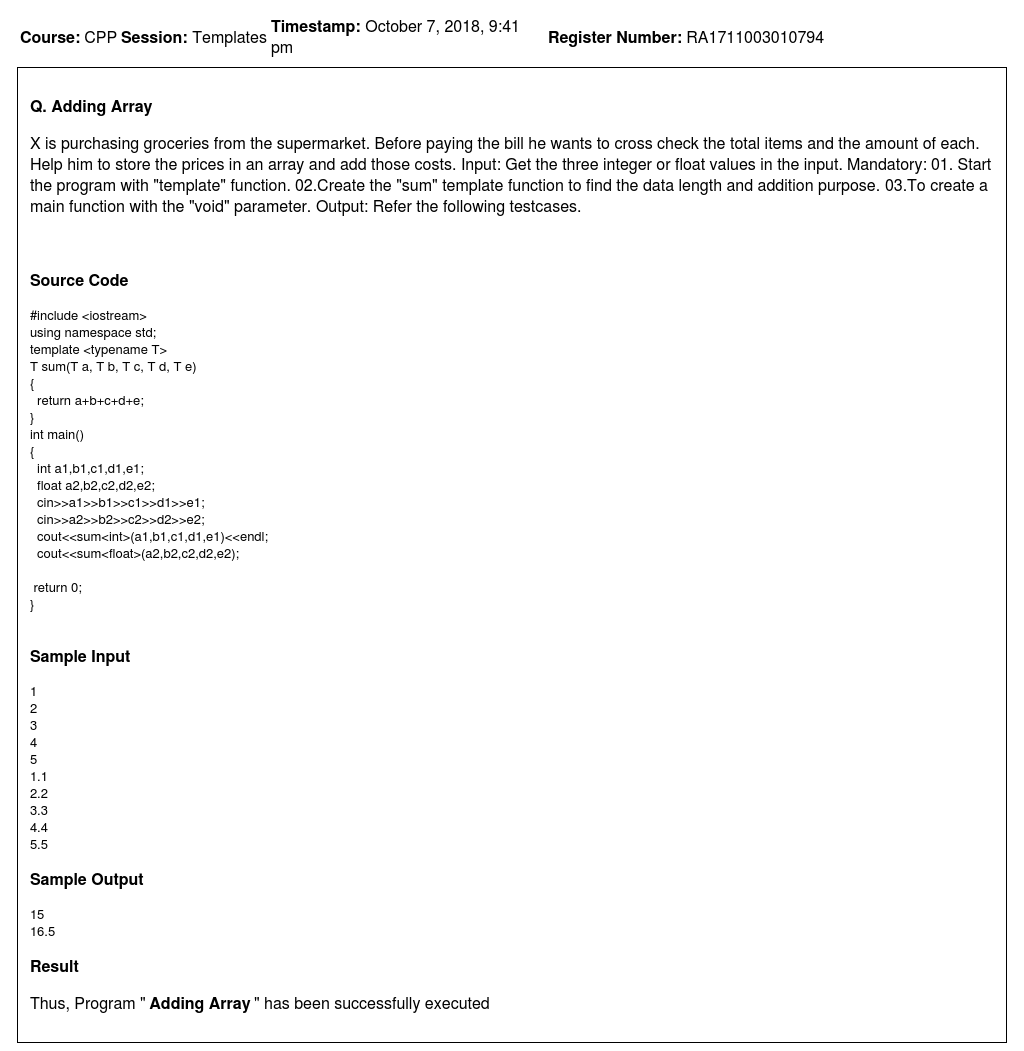 Course: CPP Session: Templates Timestamp: October 7, 2018, 9:41 pm Register Number: RA1711003010794
Q. Adding Array
X is purchasing groceries from the supermarket. Before paying the bill he wants to cross check the total items and the amount of each.
Help him to store the prices in an array and add those costs. Input: Get the three integer or float values in the input. Mandatory: 01. Start
the program with "template" function. 02.Create the "sum" template function to find the data length and addition purpose. 03.To create a
main function with the "void" parameter. Output: Refer the following testcases.
Source Code
#include <iostream>
using namespace std;
template <typename T>
T sum(T a, T b, T c, T d, T e)
{
  return a+b+c+d+e;
}
int main()
{
  int a1,b1,c1,d1,e1;
  float a2,b2,c2,d2,e2;
  cin>>a1>>b1>>c1>>d1>>e1;
  cin>>a2>>b2>>c2>>d2>>e2;
  cout<<sum<int>(a1,b1,c1,d1,e1)<<endl;
  cout<<sum<float>(a2,b2,c2,d2,e2);
 return 0;
}
Sample Input
1
2
3
4
5
1.1
2.2
3.3
4.4
5.5
Sample Output
15
16.5
Result
Thus, Program " Adding Array " has been successfully executed